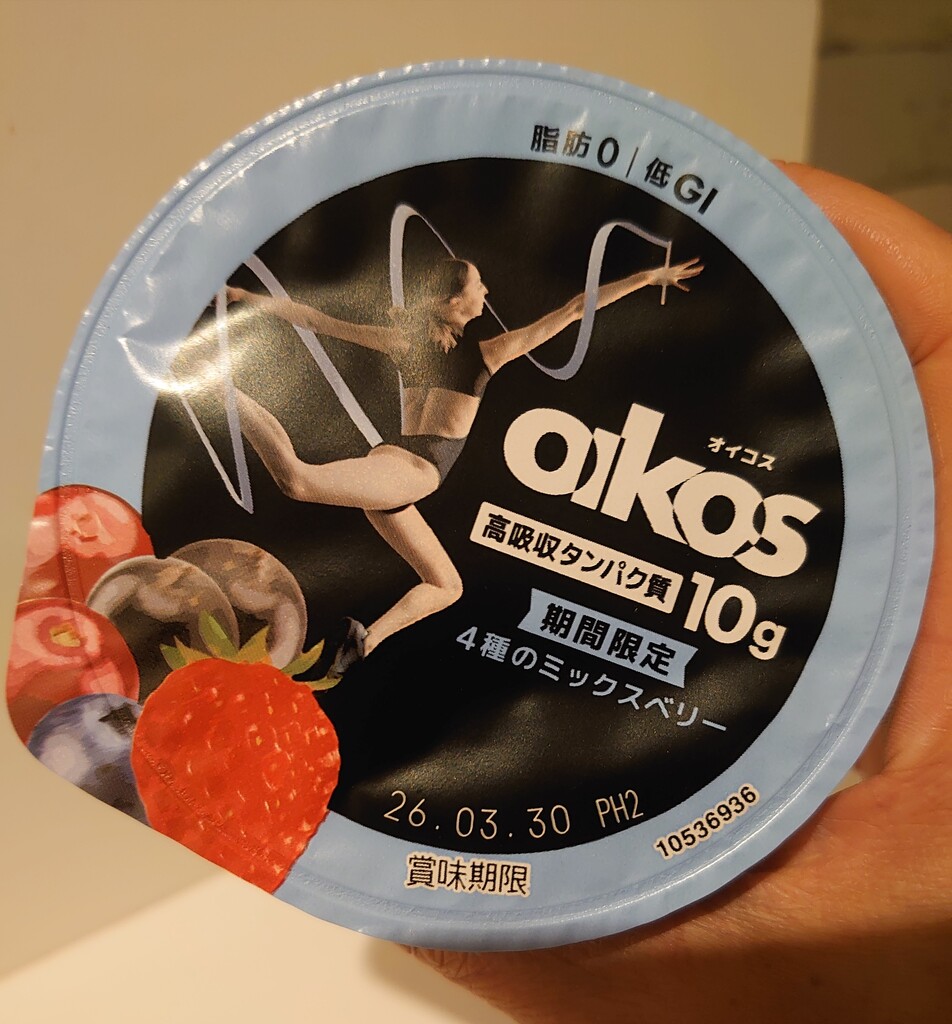 脂肪0|低GI
オイコス
oikos
高吸収タンパク質 10g
期間限定
4種のミックスベリー
26.03.30 PH2
賞味期限
10536936